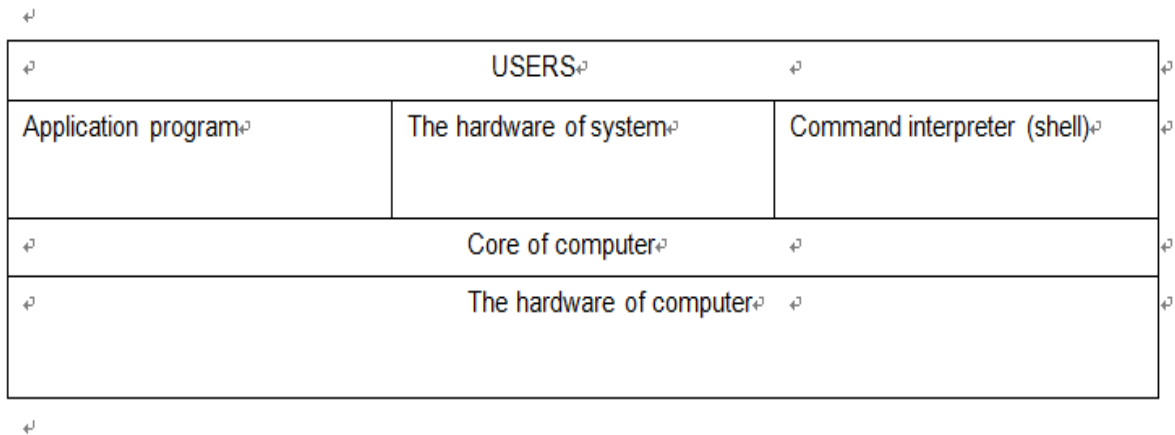 USERS
Application program The hardware of system Command interpreter (shell)
Core of computer
The hardware of computer